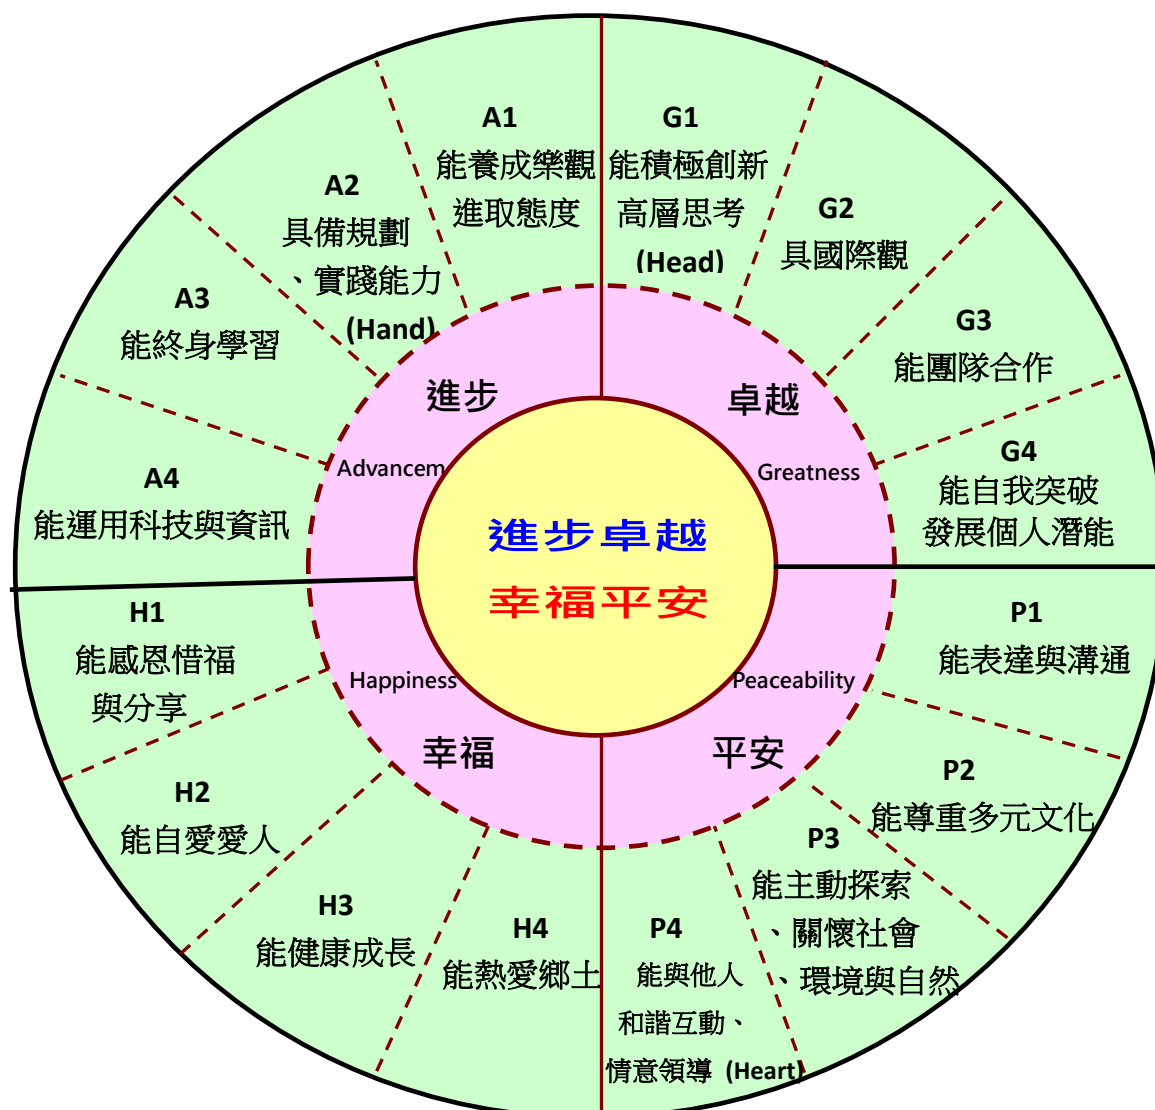 A1
能養成樂觀
進取態度
G1
能積極創新
高層思考
(Head)
A2
具備規劃
、實踐能力
(Hand)
G2
具國際觀
A3
能終身學習
G3
能團隊合作
A4
能運用科技與資訊
G4
能自我突破
發展個人潛能
進步
Advancem
卓越
Greatness
進步卓越
幸福平安
Happiness
幸福
Peaceability
平安
H1
能感恩惜福
與分享
P1
能表達與溝通
H2
能自愛愛人
P2
能尊重多元文化
H3
能健康成長
P3
能主動探索
、關懷社會
、環境與自然
H4
能熱愛鄉土
P4
能與他人
和諧互動、
情意領導 (Heart)